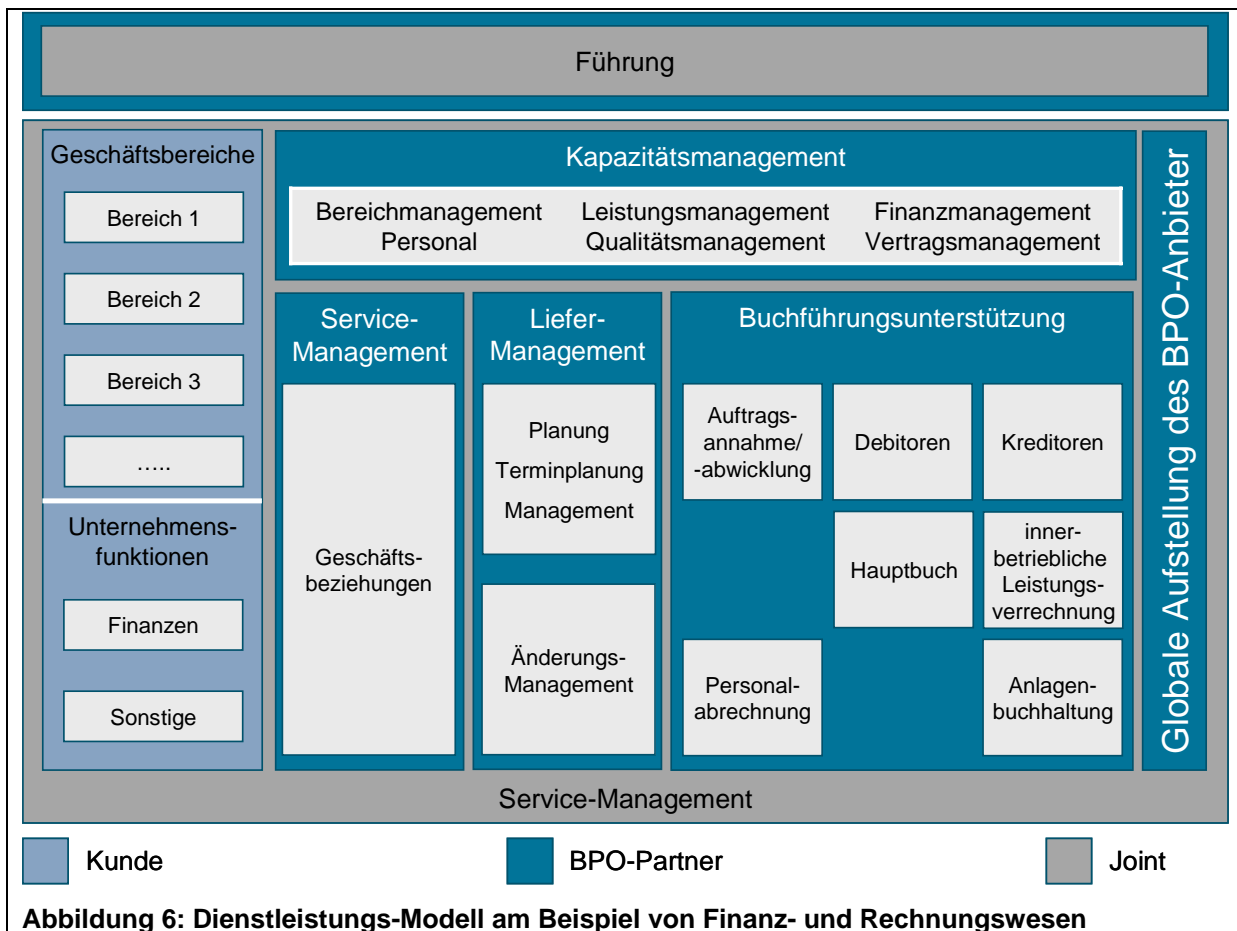 Führung
Geschäftsbereiche
Bereich 1
Bereich 2
Bereich 3
…..
Unternehmens-
funktionen
Finanzen
Sonstige
Kapazitätsmanagement
Bereichmanagement Leistungsmanagement Finanzmanagement
Personal Qualitätsmanagement Vertragsmanagement
Service-
Management
Geschäfts-
beziehungen
Liefer-
Management
Planung
Terminplanung
Management
Änderungs-
Management
Buchführungsunterstützung
Auftrags-
annahme/
-abwicklung
Debitoren
Kreditoren
Hauptbuch
inner-
betriebliche
Leistungs-
verrechnung
Personal-
abrechnung
Anlagen-
buchhaltung
Globale Aufstellung des BPO-Anbieter
Service-Management
Kunde
BPO-Partner
Joint
Abbildung 6: Dienstleistungs-Modell am Beispiel von Finanz- und Rechnungswesen